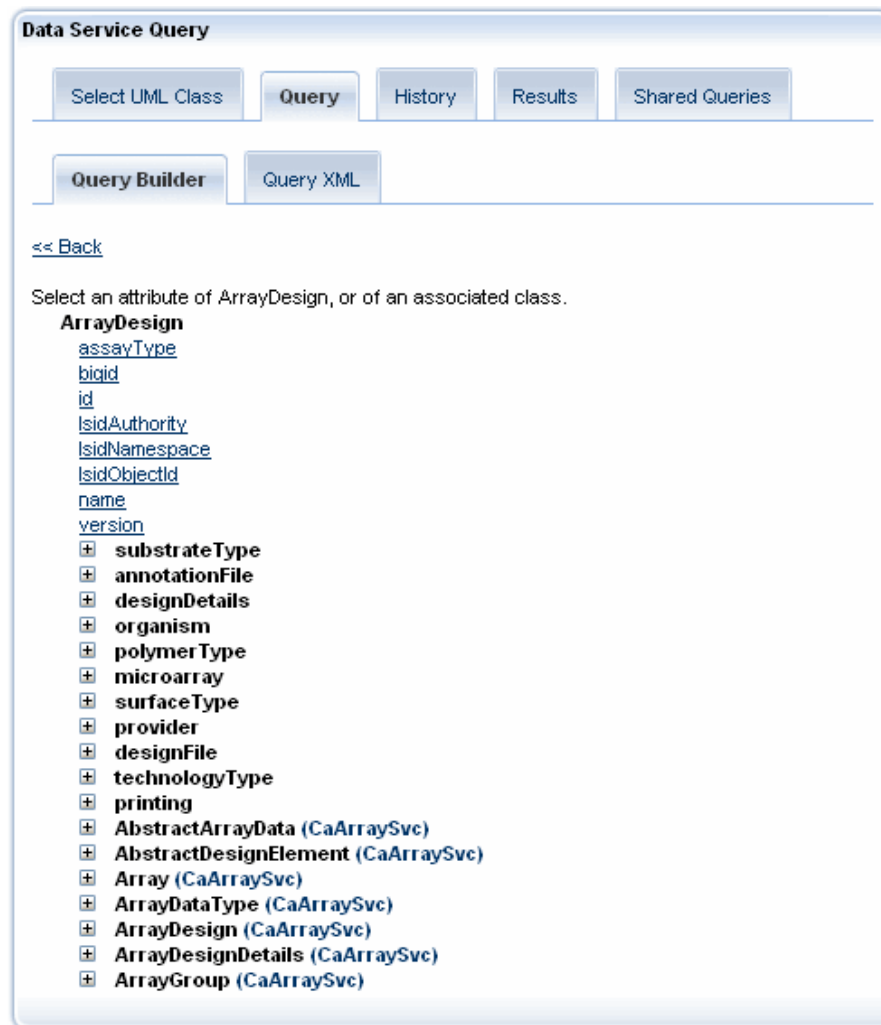 Data Service Query
Select UML Class Query History Results Shared Queries
Query Builder Query XML
<< Back
Select an attribute of ArrayDesign, or of an associated class.
ArrayDesign
assayType
bigid
id
lsidAuthority
lsidNamespace
lsidObjectId
name
version
substrateType
annotationFile
designDetails
organism
polymerType
microarray
surfaceType
provider
designFile
technologyType
printing
AbstractArrayData (CaArraySvc)
AbstractDesignElement (CaArraySvc)
Array (CaArraySvc)
ArrayDataType (CaArraySvc)
ArrayDesign (CaArraySvc)
ArrayDesignDetails (CaArraySvc)
ArrayGroup (CaArraySvc)